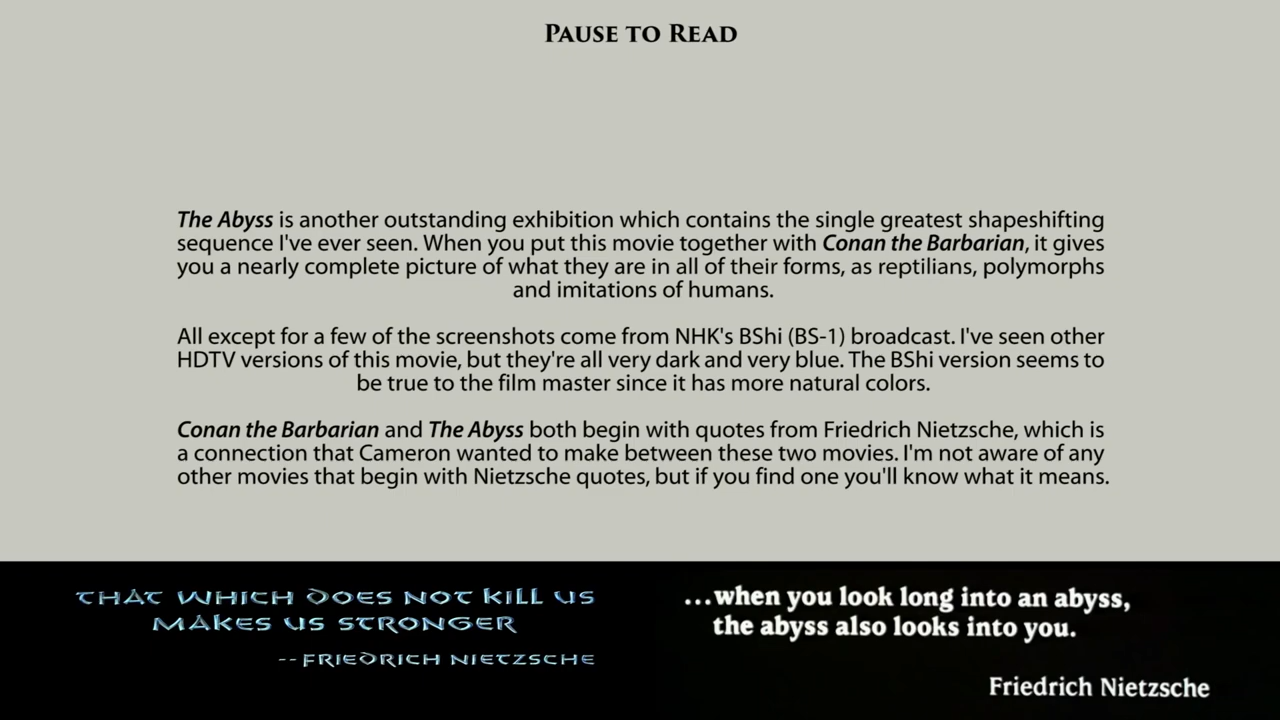 PAUSE TO READ
The Abyss is another outstanding exhibition which contains the single greatest shapeshifting
sequence I've ever seen. When you put this movie together with Conan the Barbarian, it gives
you a nearly complete picture of what they are in all of their forms, as reptilians, polymorphs
and imitations of humans.
All except for a few of the screenshots come from NHK's BShi (BS-1) broadcast. I've seen other
HDTV versions of this movie, but they're all very dark and very blue. The BShi version seems to
be true to the film master since it has more natural colors.
Conan the Barbarian and The Abyss both begin with quotes from Friedrich Nietzsche, which is
a connection that Cameron wanted to make between these two movies. I'm not aware of any
other movies that begin with Nietzsche quotes, but if you find one you'll know what it means.
THAT WHICH DOES NOT KILL US
MAKES US STRONGER
--FRIEDRICH NIETZSCHE
...when you look long into an abyss,
the abyss also looks into you.
Friedrich Nietzsche